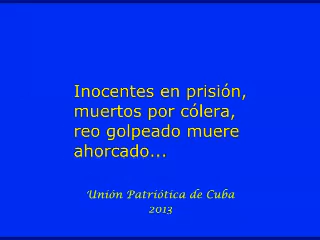 Inocentes en prisión,
muertos por cólera,
reo golpeado muere
ahorcado...
Unión Patriótica de Cuba
2013